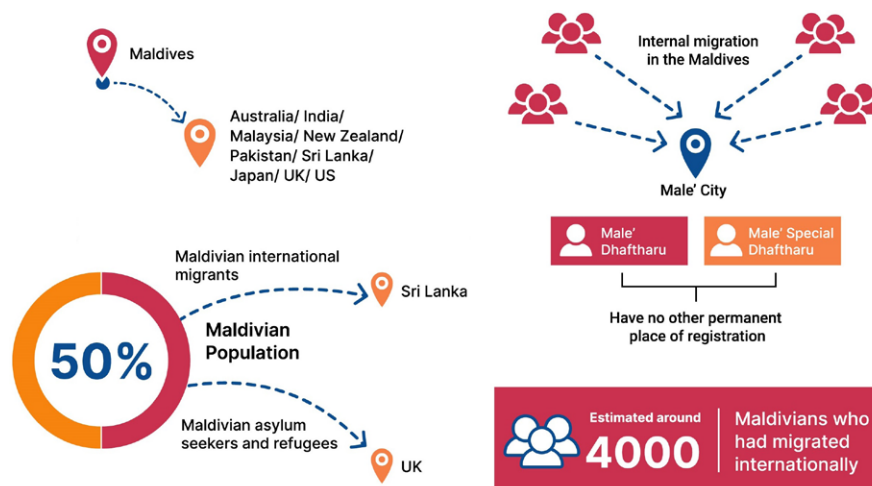 Maldives
Australia/ India/
Malaysia/ New Zealand/
Pakistan/ Sri Lanka/
Japan/ UK/ US
Maldivian international
migrants
Sri Lanka
50%
Maldivian
Population
Maldivian asylum
seekers and refugees
UK
Internal migration
in the Maldives
Male' City
Male'
Dhaftharu
Male' Special
Dhaftharu
Have no other permanent
place of registration
Estimated around
4000
Maldivians who
had migrated
internationally